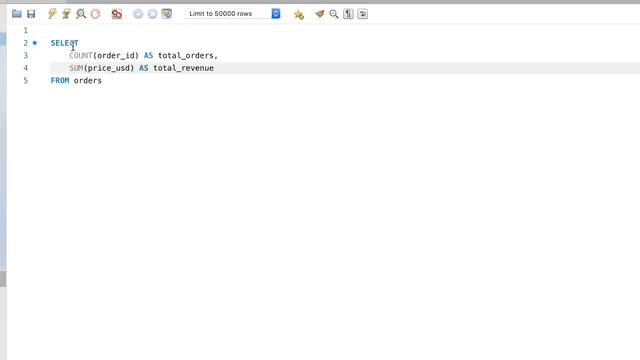 Limit to 50000 rows
1
2 SELECT
3 COUNT(order_id) AS total_orders,
4 SUM(price_usd) AS total_revenue
5 FROM orders